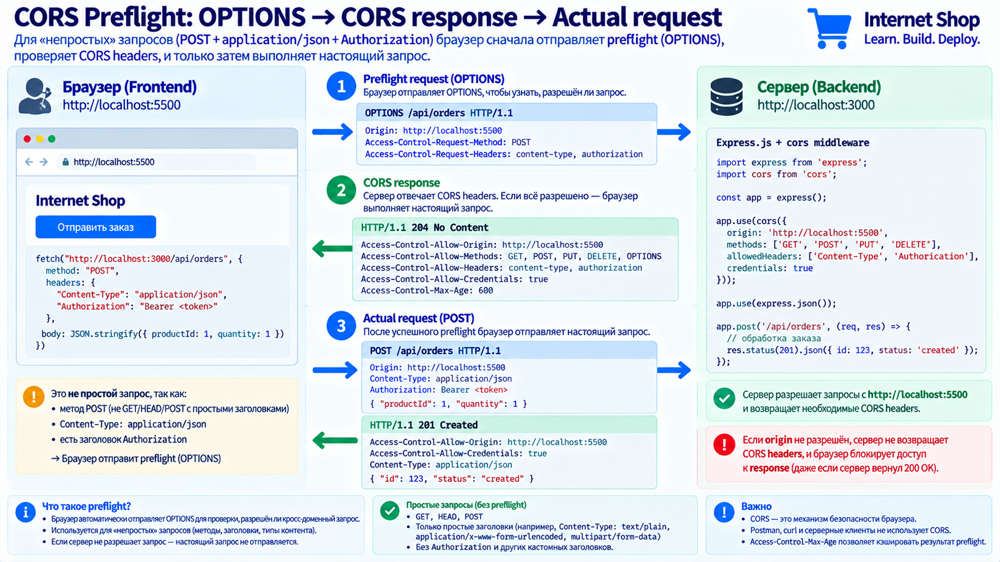 CORS Preflight: OPTIONS → CORS response → Actual request
Для «непростых» запросов (POST + application/json + Authorization) браузер сначала отправляет preflight (OPTIONS),
проверяет CORS headers, и только затем выполняет настоящий запрос.
Internet Shop
Learn. Build. Deploy.
Браузер (Frontend)
http://localhost:5500
http://localhost:5500
Internet Shop
Отправить заказ
fetch("http://localhost:3000/api/orders", {
method: "POST",
headers: {
"Content-Type": "application/json",
"Authorization": "Bearer <token>"
},
body: JSON.stringify({ productId: 1, quantity: 1 })
})
! Это не простой запрос, так как:
• метод POST (не GET/HEAD/POST с простыми заголовками)
• Content-Type: application/json
• есть заголовок Authorization
→ Браузер отправит preflight (OPTIONS)
1 Preflight request (OPTIONS)
Браузер отправляет OPTIONS, чтобы узнать, разрешён ли запрос.
OPTIONS /api/orders HTTP/1.1
Origin: http://localhost:5500
Access-Control-Request-Method: POST
Access-Control-Request-Headers: content-type, authorization
2 CORS response
Сервер отвечает CORS headers. Если всё разрешено — браузер
выполняет настоящий запрос.
HTTP/1.1 204 No Content
Access-Control-Allow-Origin: http://localhost:5500
Access-Control-Allow-Methods: GET, POST, PUT, DELETE, OPTIONS
Access-Control-Allow-Headers: content-type, authorization
Access-Control-Allow-Credentials: true
Access-Control-Max-Age: 600
3 Actual request (POST)
После успешного preflight браузер отправляет настоящий запрос.
POST /api/orders HTTP/1.1
Origin: http://localhost:5500
Content-Type: application/json
Authorization: Bearer <token>
{ "productId": 1, "quantity": 1 }
HTTP/1.1 201 Created
Access-Control-Allow-Origin: http://localhost:5500
Access-Control-Allow-Credentials: true
Content-Type: application/json
{ "id": 123, "status": "created" }
Сервер (Backend)
http://localhost:3000
Express.js + cors middleware
import express from 'express';
import cors from 'cors';
const app = express();
app.use(cors({
origin: 'http://localhost:5500',
methods: ['GET', 'POST', 'PUT', 'DELETE"],
allowedHeaders: ['Content-Type', 'Authorication'],
credentials: true
}));
app.use(express.json());
app.post('/api/orders', (req, res) => {
// обработка заказа
res.status(201).json({ id: 123, status: 'created' });
});
Сервер разрешает запросы с http://localhost:5500
и возвращает необходимые CORS headers.
! Если origin не разрешён, сервер не возвращает
CORS headers, и браузер блокирует доступ
к response (даже если сервер вернул 200 OK).
i Что такое preflight?
• Браузер автоматически отправляет OPTIONS для проверки, разрешён ли кросс-доменный запрос.
• Используется для «непростых» запросов (методы, заголовки, типы контента).
• Если сервер не разрешает запрос — настоящий запрос не отправляется.
Простые запросы (без prefllight)
• GET, HEAD, POST
• Только простые заголовки (например, Content-Type: text/plain,
application/x-www-form-urlencoded, multipart/form-data)
• Без Authorization и других кастомных заголовков.
! Важно
• CORS — это механизм безопасности браузера.
• Postman, curl и серверные клиенты не используют CORS.
• Access-Control-Max-Age позволяет кэшировать результат preflight.